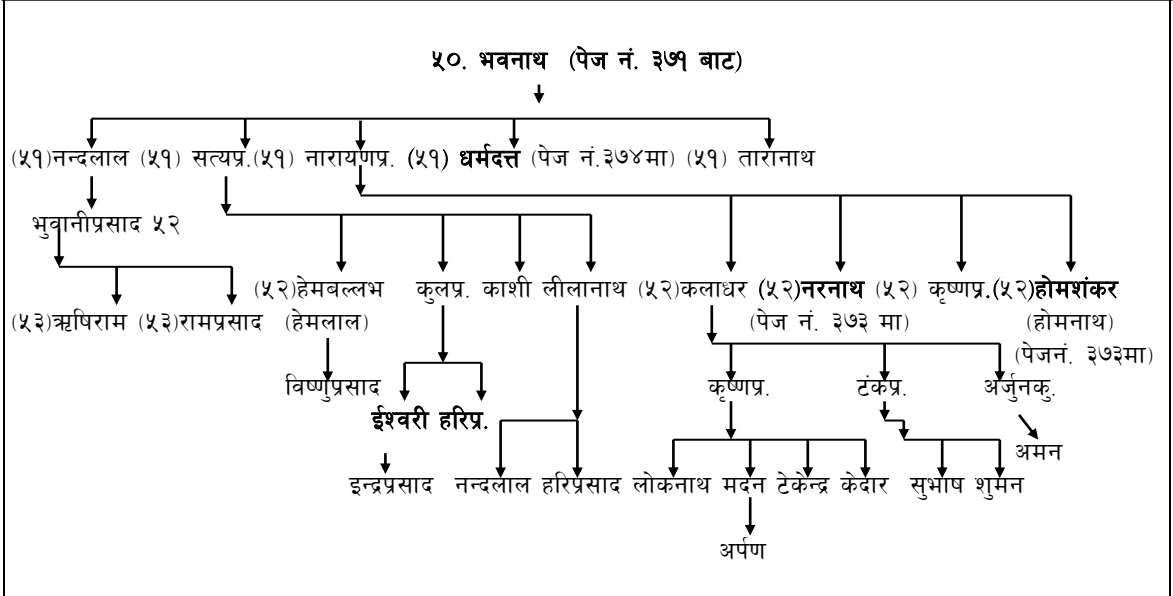 ५०. भवनाथ (पेज नं. ३७१ बाट)
(५१)नन्दलाल (५१) सत्यप्र.(५१) नारायणप्र. (५१) धर्मदत्त (पेज नं.३७४मा) (५१) तारानाथ
भुवानीप्रसाद ५२
(५२)हेमबल्लभ कुलप्र. काशी लीलानाथ (५२)कलाधर (५२)नरनाथ (५२) कृष्णप्र.(५२)होमशंकर
(५३)ऋषिराम (५३)रामप्रसाद (हेमलाल) (पेज नं. ३७३ मा) (होमनाथ)
(पेजनं. ३७३मा)
विष्णुप्रसाद कृष्णप्र. टंकप्र. अर्जुनकु.
ईश्वरी हरिप्र.
अमन
इन्द्रप्रसाद नन्दलाल हरिप्रसाद लोकनाथ मदन टेकेन्द्र केदार सुभाष शुमन
अर्पण